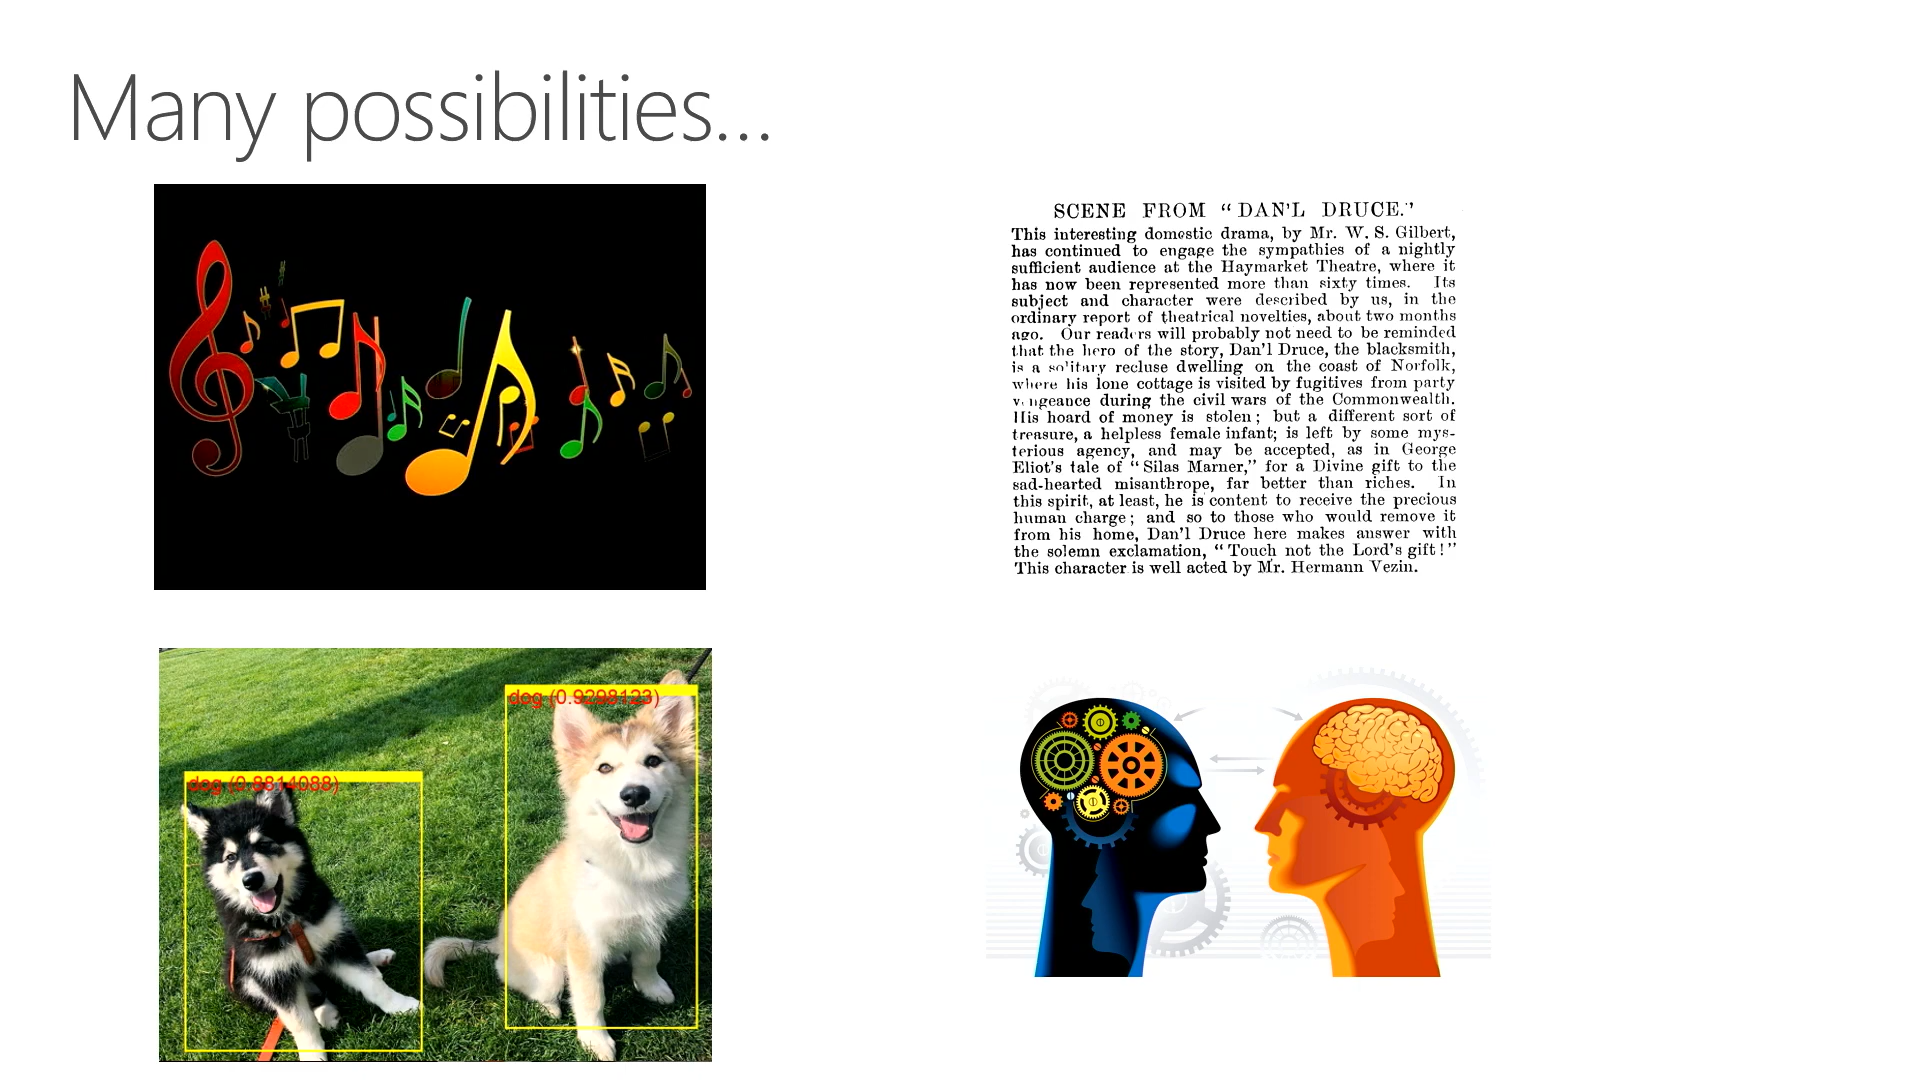 Many possibilities...
SCENE FROM “DAN’L DRUCE.”
This interesting domestic drama, by Mr. W. S. Gilbert,
has continued to engage the sympathies of a nightly
sufficient audience at the Haymarket Theatre, where it
has now been represented more than sixty times. Its
subject and character were described by us, in the
ordinary report of theatrical novelties, about two months
ago. Our readers will probably not need to be reminded
that the hero of the story, Dan’l Druce, the blacksmith,
is a solitary recluse dwelling on the coast of Norfolk,
where his lone cottage is visited by fugitives from party
vengeance during the civil wars of the Commonwealth.
His hoard of money is stolen; but a different sort of
treasure, a helpless female infant; is left by some mys-
terious agency, and may be accepted, as in George
Eliot’s tale of “Silas Marner,” for a Divine gift to the
sad-hearted misanthrope, far better than riches. In
this spirit, at least, he is content to receive the precious
human charge; and so to those who would remove it
from his home, Dan’l Druce here makes answer with
the solemn exclamation, “Touch not the Lord’s gift!”
This character is well acted by Mr. Hermann Vezin.
dog (0.9298123)
dog (0.8814088)